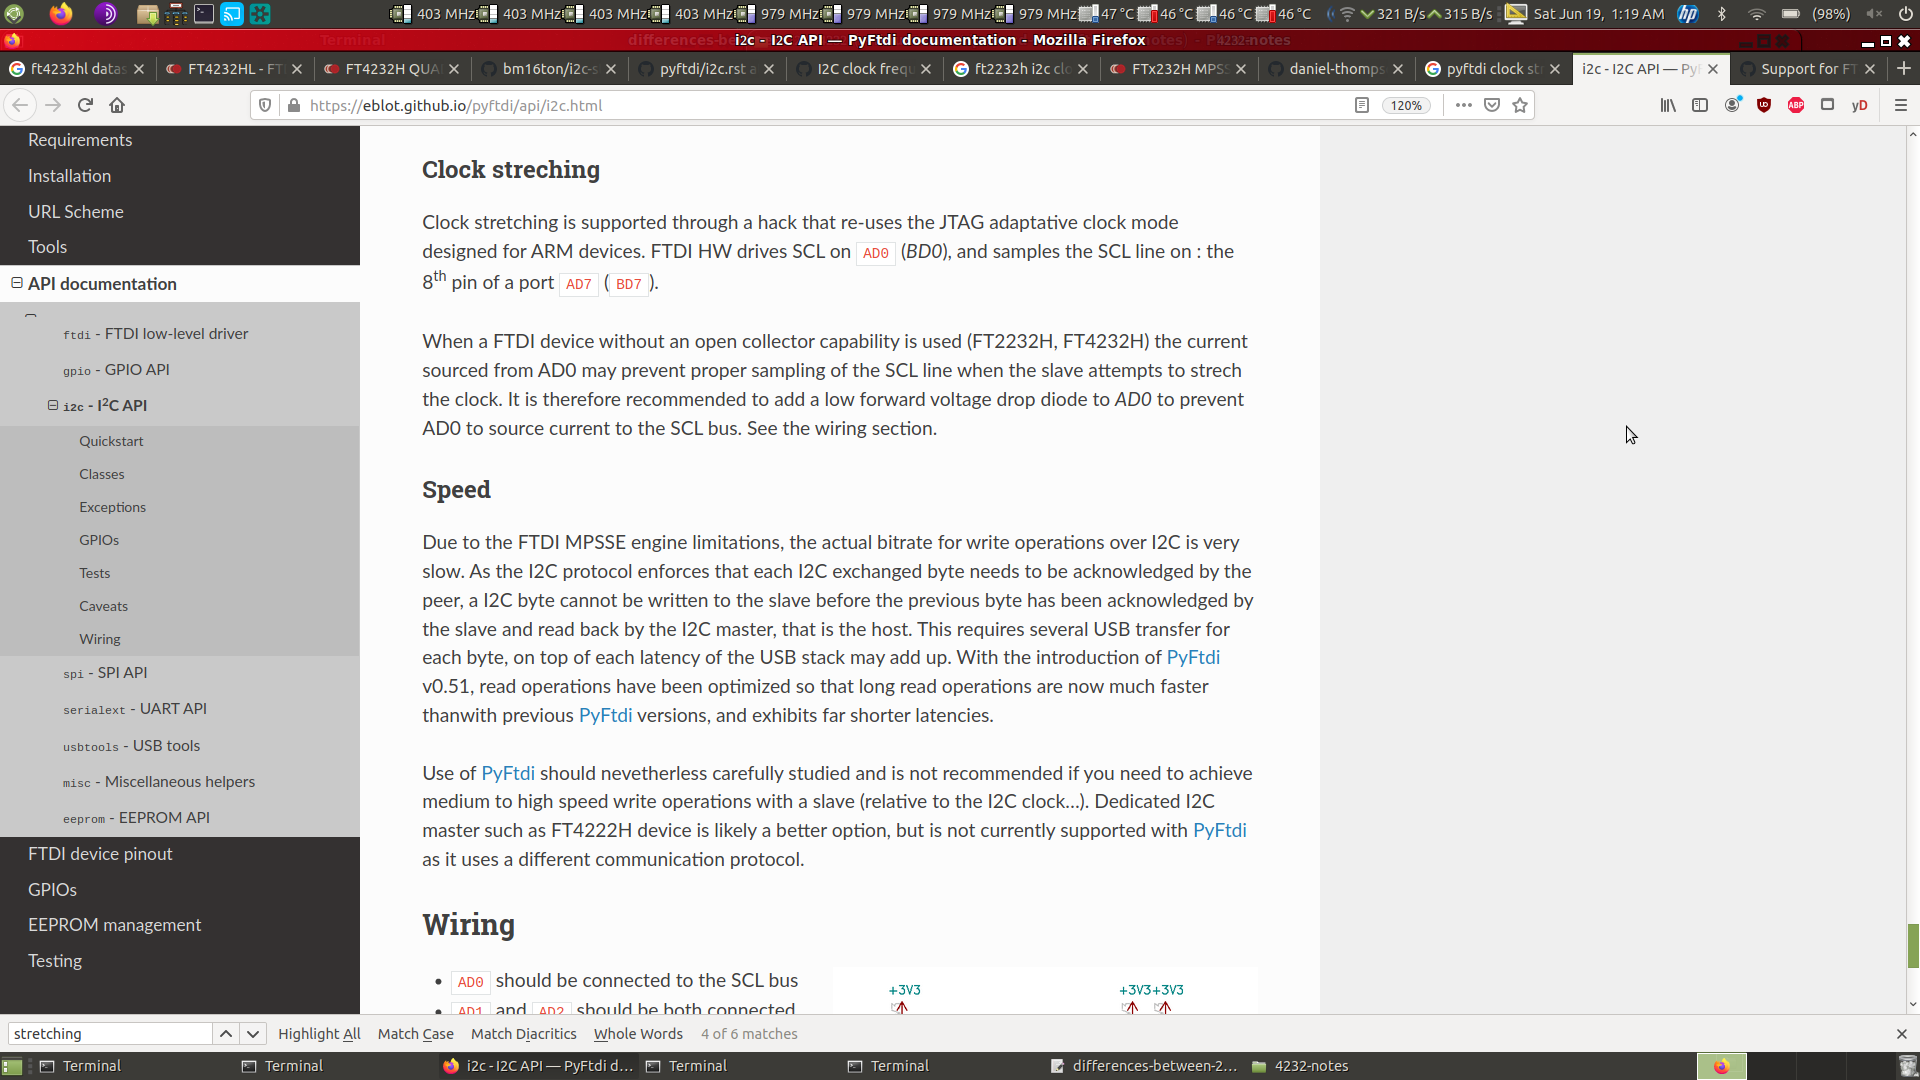 403 MHz 403 MHz 403 MHz 403 MHz 979 MHz 979 MHz 979 MHz 979 MHz 47 °C 46 °C 46 °C 46 °C 321 B/s 315 B/s Sat Jun 19, 1:19 AM hp (98%)
i2c - I2C API — PyFtdi documentation - Mozilla Firefox
ft4232hl datas FT4232HL - FT FT4232H QUA bm16ton/i2c-s pyftdi/i2c.rst a I2C clock freq ft2232h i2c cl FTx232H MPSS daniel-thomps pyftdi clock st i2c - I2C API — Py Support for FT
https://eblot.github.io/pyftdi/api/i2c.html 120% ABP yD
Requirements
Installation
URL Scheme
Tools
API documentation
ftdi - FTDI low-level driver
gpio - GPIO API
i2c - I2C API
Quickstart
Classes
Exceptions
GPIOs
Tests
Caveats
Wiring
spi - SPI API
serialext - UART API
usbtools - USB tools
misc - Miscellaneous helpers
eeprom - EEPROM API
FTDI device pinout
GPIOs
EEPROM management
Testing
Clock streching
Clock stretching is supported through a hack that re-uses the JTAG adaptative clock mode
designed for ARM devices. FTDI HW drives SCL on AD0 (BD0), and samples the SCL line on : the
8th pin of a port AD7 ( BD7 ).
When a FTDI device without an open collector capability is used (FT2232H, FT4232H) the current
sourced from AD0 may prevent proper sampling of the SCL line when the slave attempts to strech
the clock. It is therefore recommended to add a low forward voltage drop diode to AD0 to prevent
AD0 to source current to the SCL bus. See the wiring section.
Speed
Due to the FTDI MPSSE engine limitations, the actual bitrate for write operations over I2C is very
slow. As the I2C protocol enforces that each I2C exchanged byte needs to be acknowledged by the
peer, a I2C byte cannot be written to the slave before the previous byte has been acknowledged by
the slave and read back by the I2C master, that is the host. This requires several USB transfer for
each byte, on top of each latency of the USB stack may add up. With the introduction of PyFtdi
v0.51, read operations have been optimized so that long read operations are now much faster
thanwith previous PyFtdi versions, and exhibits far shorter latencies.
Use of PyFtdi should nevetherless carefully studied and is not recommended if you need to achieve
medium to high speed write operations with a slave (relative to the I2C clock...). Dedicated I2C
master such as FT4222H device is likely a better option, but is not currently supported with PyFtdi
as it uses a different communication protocol.
Wiring
• AD0 should be connected to the SCL bus
• AD1 and AD2 should be both connected
+3V3 +3V3 +3V3
stretching Highlight All Match Case Match Diacritics Whole Words 4 of 6 matches
Terminal Terminal i2c - I2C API — PyFtdi d... Terminal Terminal differences-between-2... 4232-notes